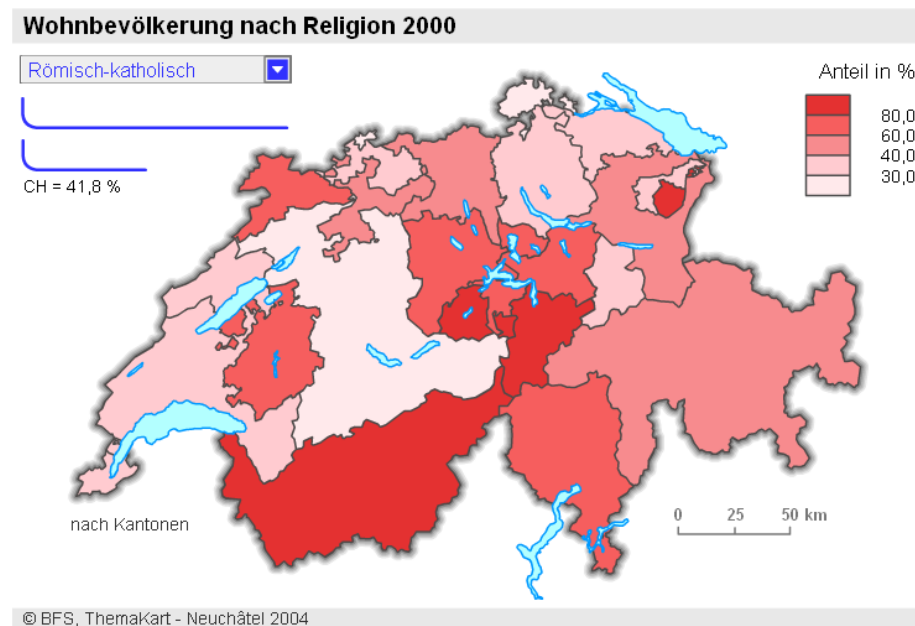 Wohnbevölkerung nach Religion 2000
Römisch-katholisch
CH = 41,8 %
Anteil in %
80,0
60,0
40,0
30,0
nach Kantonen
0 25 50 km
© BFS, ThemaKart - Neuchâtel 2004